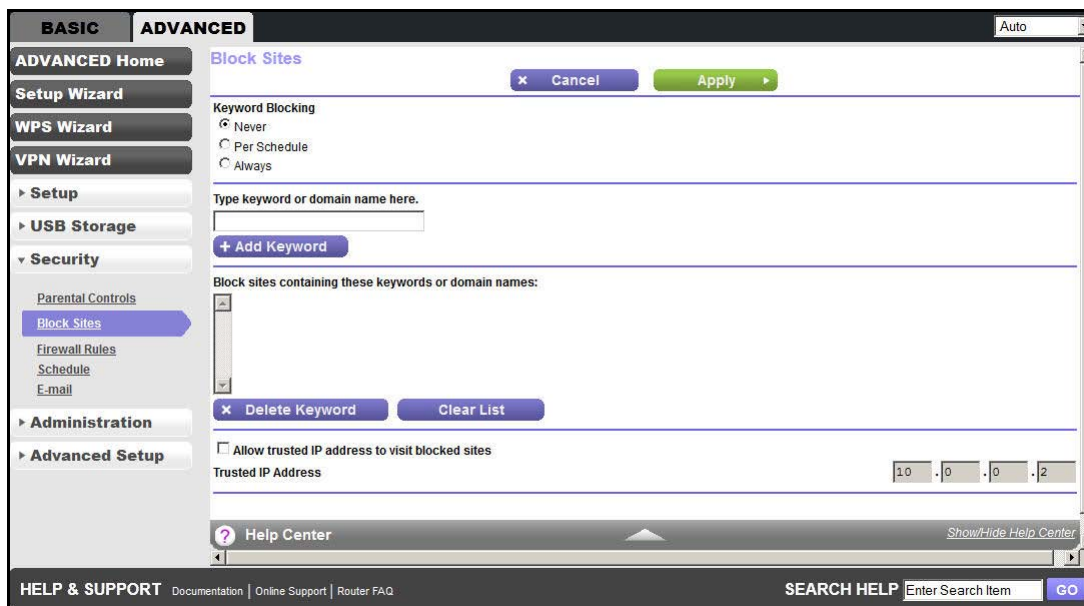 BASIC ADVANCED Auto
ADVANCED Home
Setup Wizard
WPS Wizard
VPN Wizard
Setup
USB Storage
Security
Parental Controls
Block Sites
Firewall Rules
Schedule
E-mail
Administration
Advanced Setup
Block Sites
× Cancel Apply
Keyword Blocking
Never
Per Schedule
Always
Type keyword or domain name here.
+ Add Keyword
Block sites containing these keywords or domain names:
× Delete Keyword Clear List
Allow trusted IP address to visit blocked sites
Trusted IP Address 10 . 0 . 0 . 2
? Help Center Show/Hide Help Center
HELP & SUPPORT Documentation | Online Support | Router FAQ SEARCH HELP Enter Search Item GO